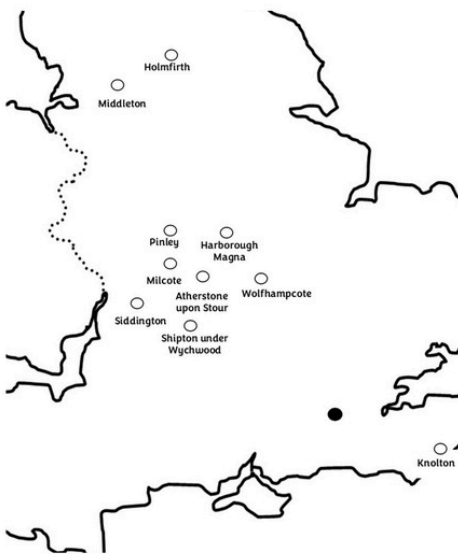 Holmfirth
Middleton
Pinley
Harborough
Magna
Milcote
Atherstone
upon Stour
Wolfhampcote
Siddington
Shipton under
Wychwood
Knolton